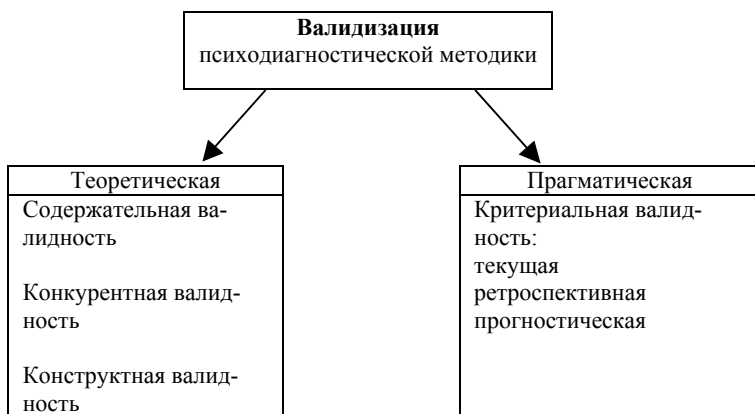 Валидизация
психодиагностической методики
Теоретическая
Содержательная ва-
лидность
Конкурентная валид-
ность
Конструктная валид-
ность
Прагматическая
Критериальная валид-
ность:
текущая
ретроспективная
прогностическая